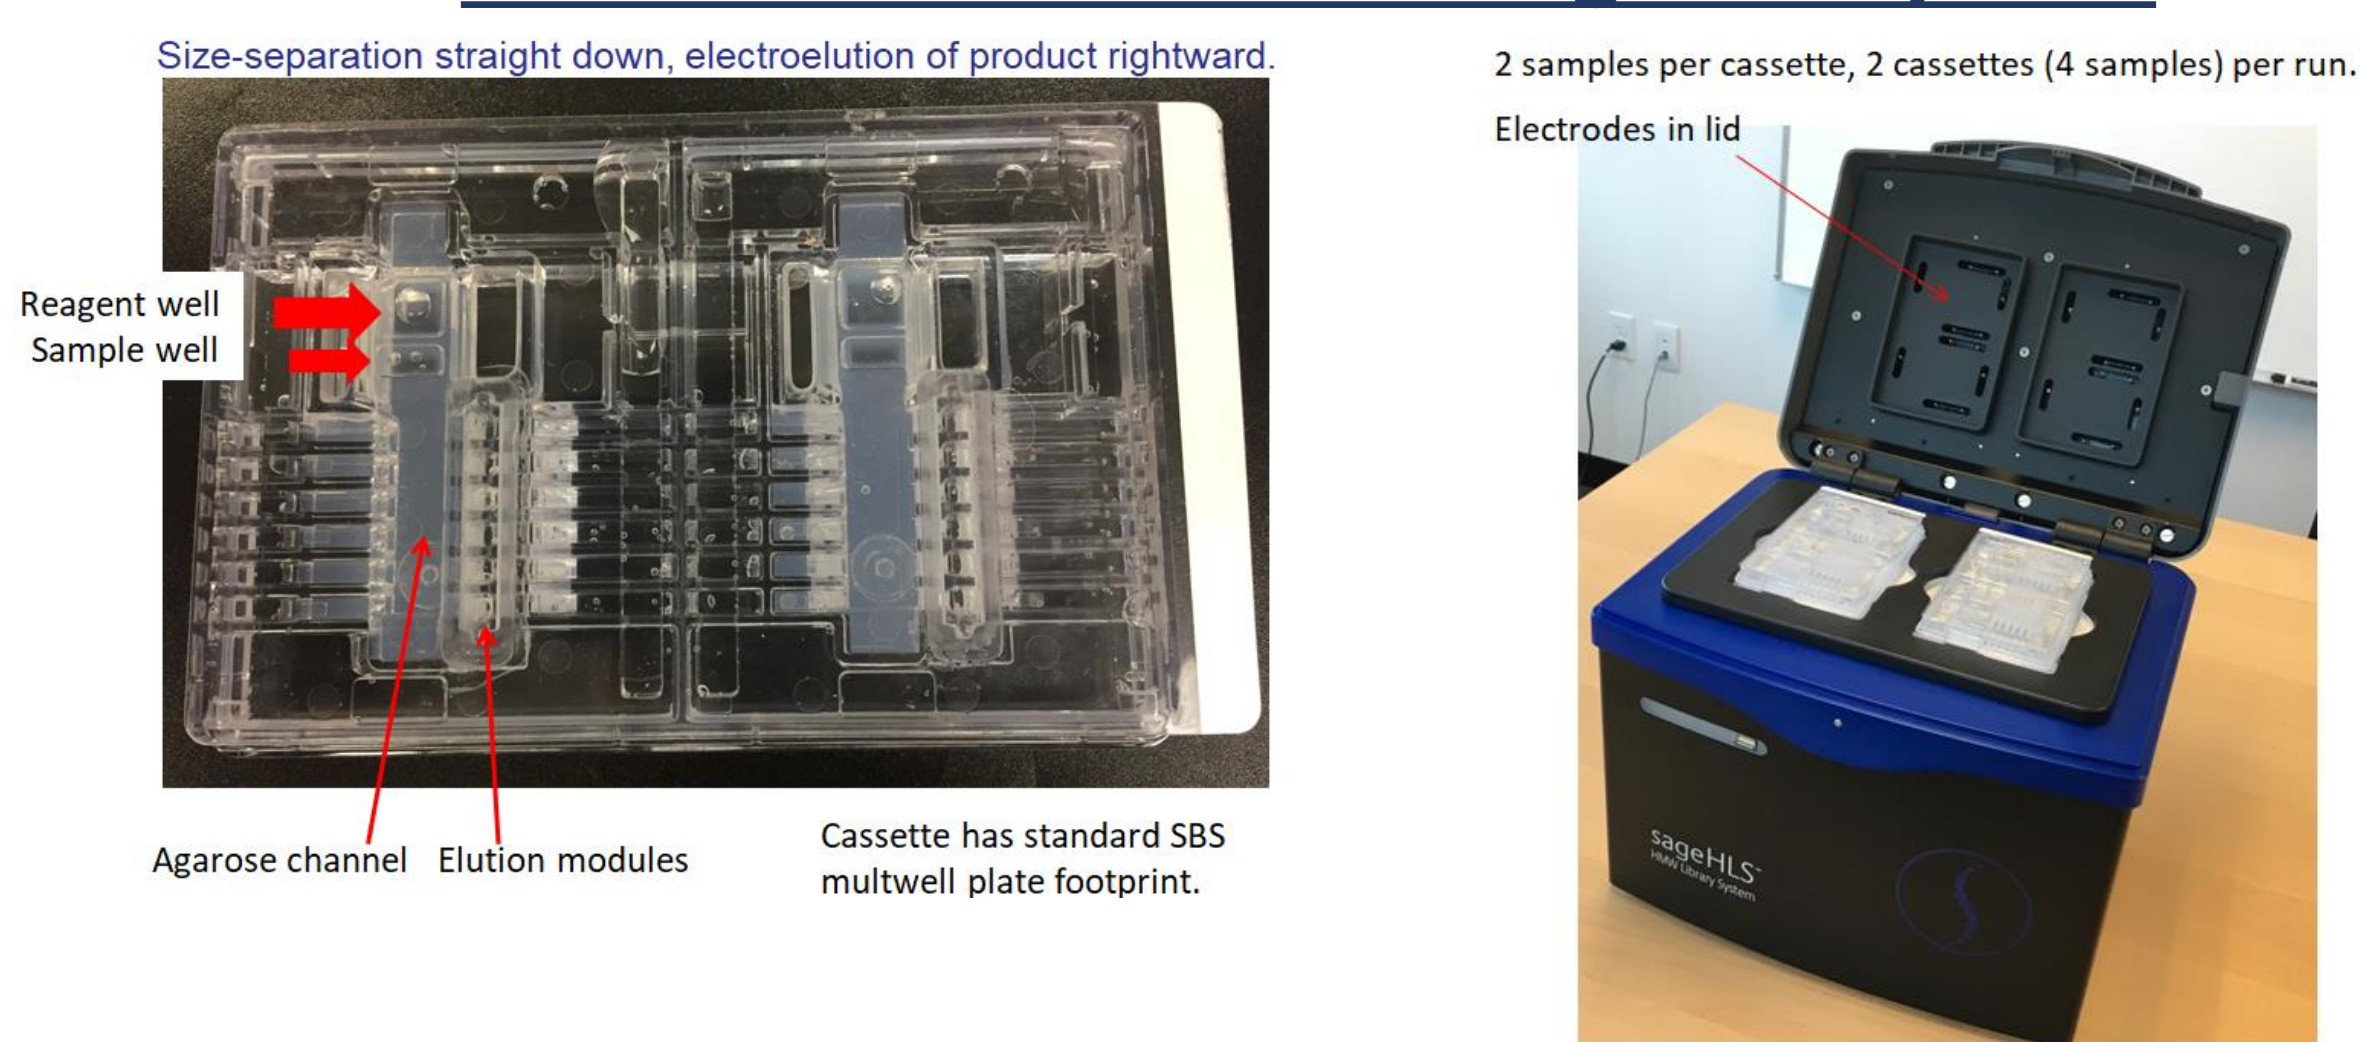 Size-separation straight down, electroelution of product rightward.
2 samples per cassette, 2 cassettes (4 samples) per run.
Electrodes in lid
Reagent well
Sample well
Agarose channel
Elution modules
Cassette has standard SBS
multwell plate footprint.
sageHLS
HMW Library System